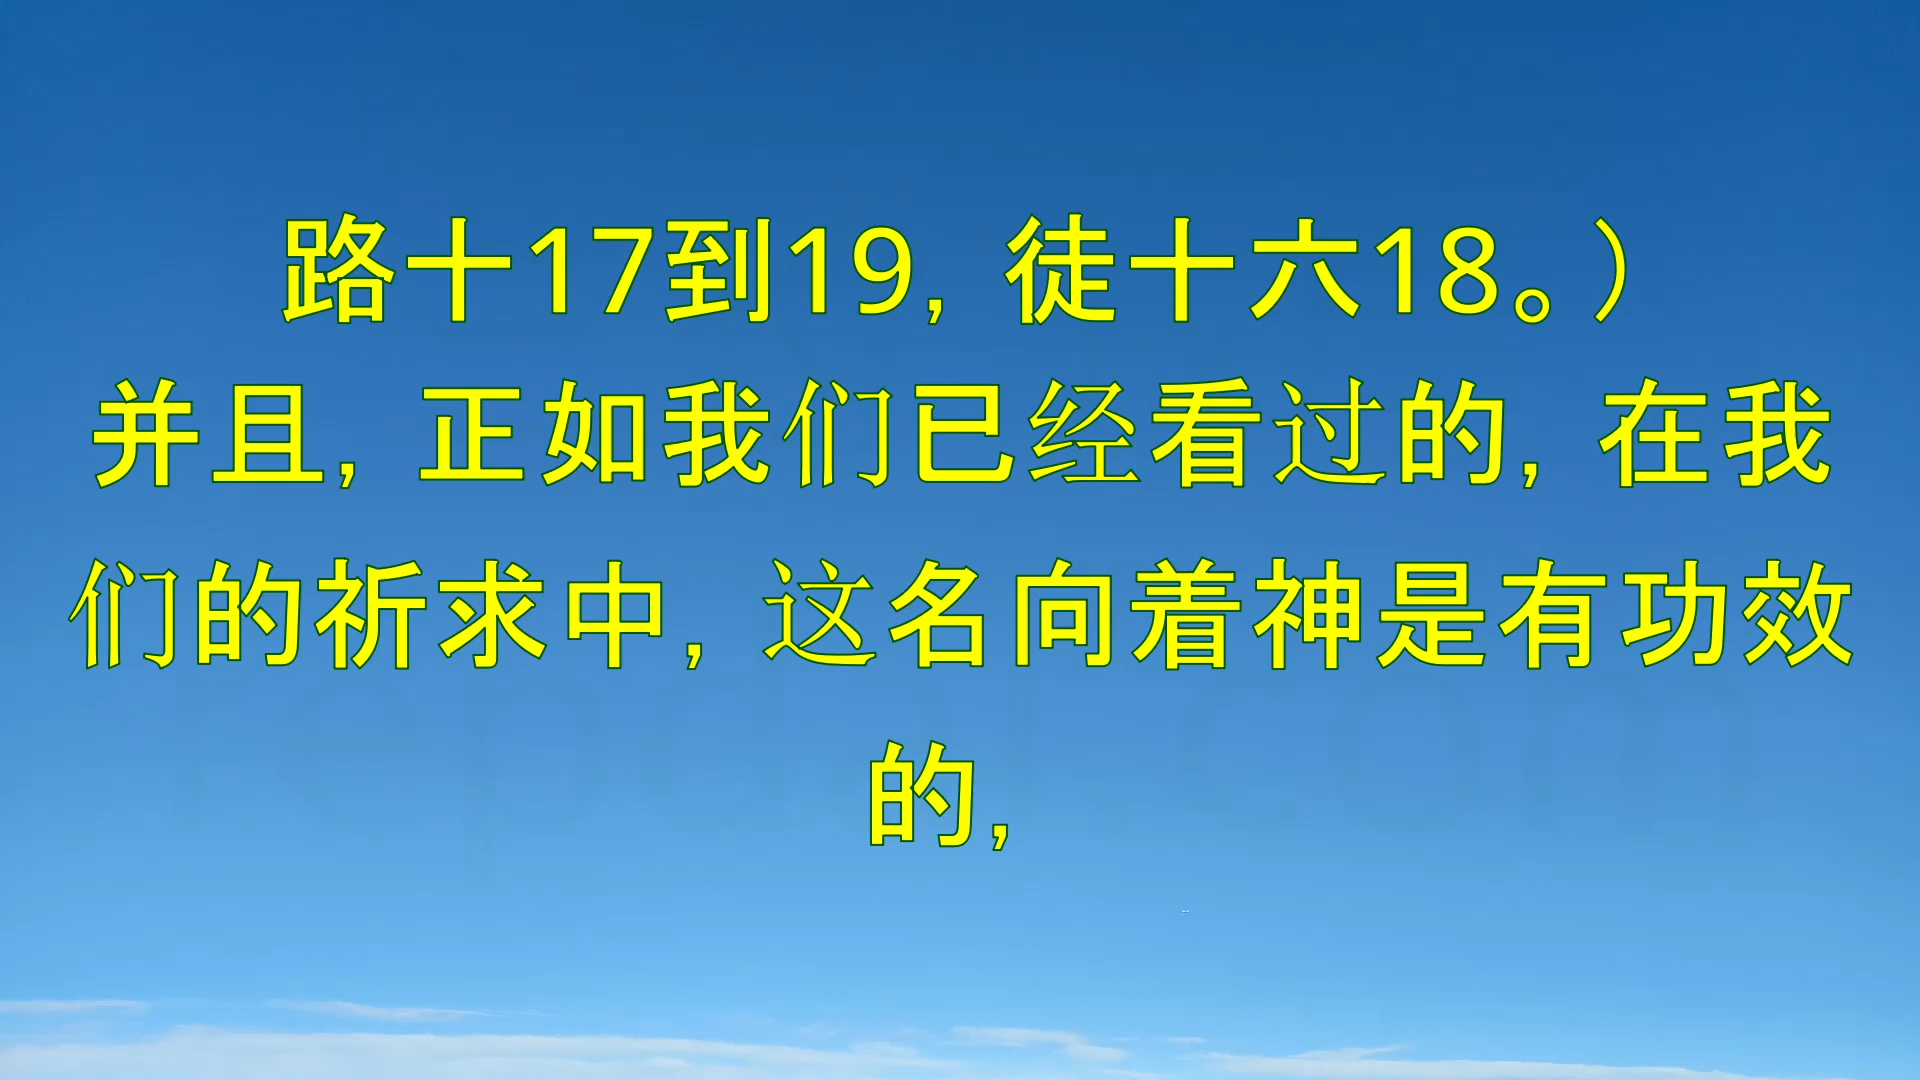 路十17到19, 徒十六18。)
并且, 正如我们已经看过的, 在我
们的祈求中, 这名向着神是有功效
的,